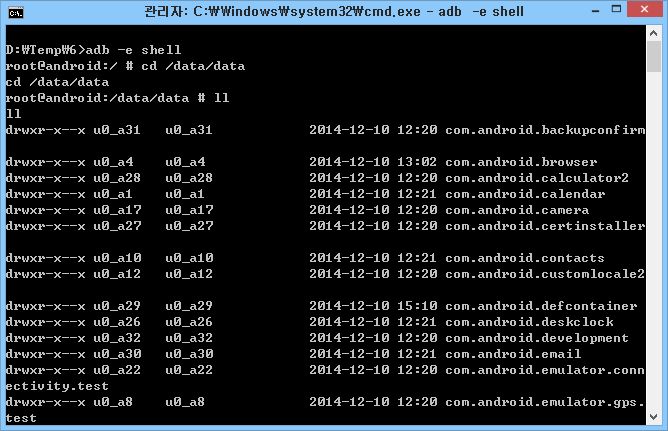 관리자: C:₩Windows₩system32₩cmd.exe - adb  -e shell
D:₩Temp₩6>adb -e shell
root@android:/ # cd /data/data
cd /data/data
root@android:/data/data # ll
ll
drwxr-x--x u0_a31   u0_a31            2014-12-10 12:20 com.android.backupconfirm
drwxr-x--x u0_a4    u0_a4             2014-12-10 13:02 com.android.browser
drwxr-x--x u0_a28   u0_a28            2014-12-10 12:20 com.android.calculator2
drwxr-x--x u0_a1    u0_a1             2014-12-10 12:21 com.android.calendar
drwxr-x--x u0_a17   u0_a17            2014-12-10 12:20 com.android.camera
drwxr-x--x u0_a27   u0_a27            2014-12-10 12:20 com.android.certinstaller
drwxr-x--x u0_a10   u0_a10            2014-12-10 12:21 com.android.contacts
drwxr-x--x u0_a12   u0_a12            2014-12-10 12:20 com.android.customlocale2
drwxr-x--x u0_a29   u0_a29            2014-12-10 15:10 com.android.defcontainer
drwxr-x--x u0_a26   u0_a26            2014-12-10 12:21 com.android.deskclock
drwxr-x--x u0_a32   u0_a32            2014-12-10 12:20 com.android.development
drwxr-x--x u0_a30   u0_a30            2014-12-10 12:21 com.android.email
drwxr-x--x u0_a22   u0_a22            2014-12-10 12:20 com.android.emulator.conn
ectivity.test
drwxr-x--x u0_a8    u0_a8             2014-12-10 12:20 com.android.emulator.gps.
test